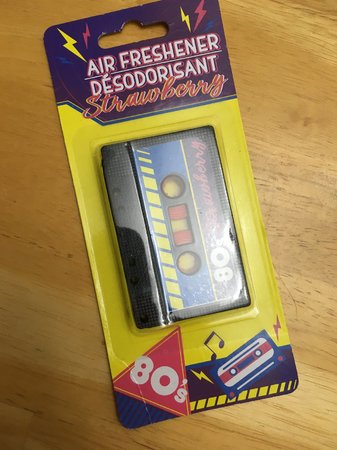 AIR FRESHENER
DÉSODORISANT
Strawberry
Strawberry
80's
80's